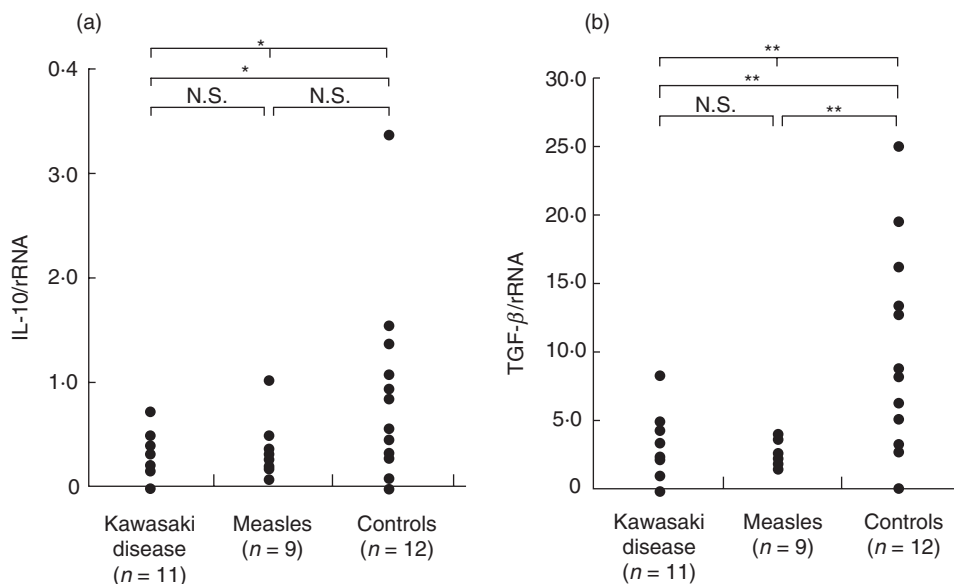 (a)
*
*
N.S. N.S.
0·4
3·0
2·0
1·0
0
IL-10/rRNA
Kawasaki disease (n = 11)
Measles (n = 9)
Controls (n = 12)
(b)
**
**
N.S. **
30·0
25·0
20·0
15·0
10·0
5·0
0
TGF-β/rRNA
Kawasaki disease (n = 11)
Measles (n = 9)
Controls (n = 12)